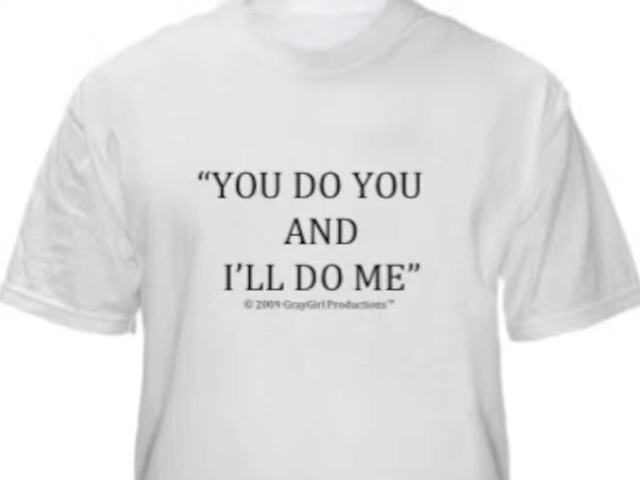 “YOU DO YOU
AND
I’LL DO ME”
© 2009 GrayGirl Productions™